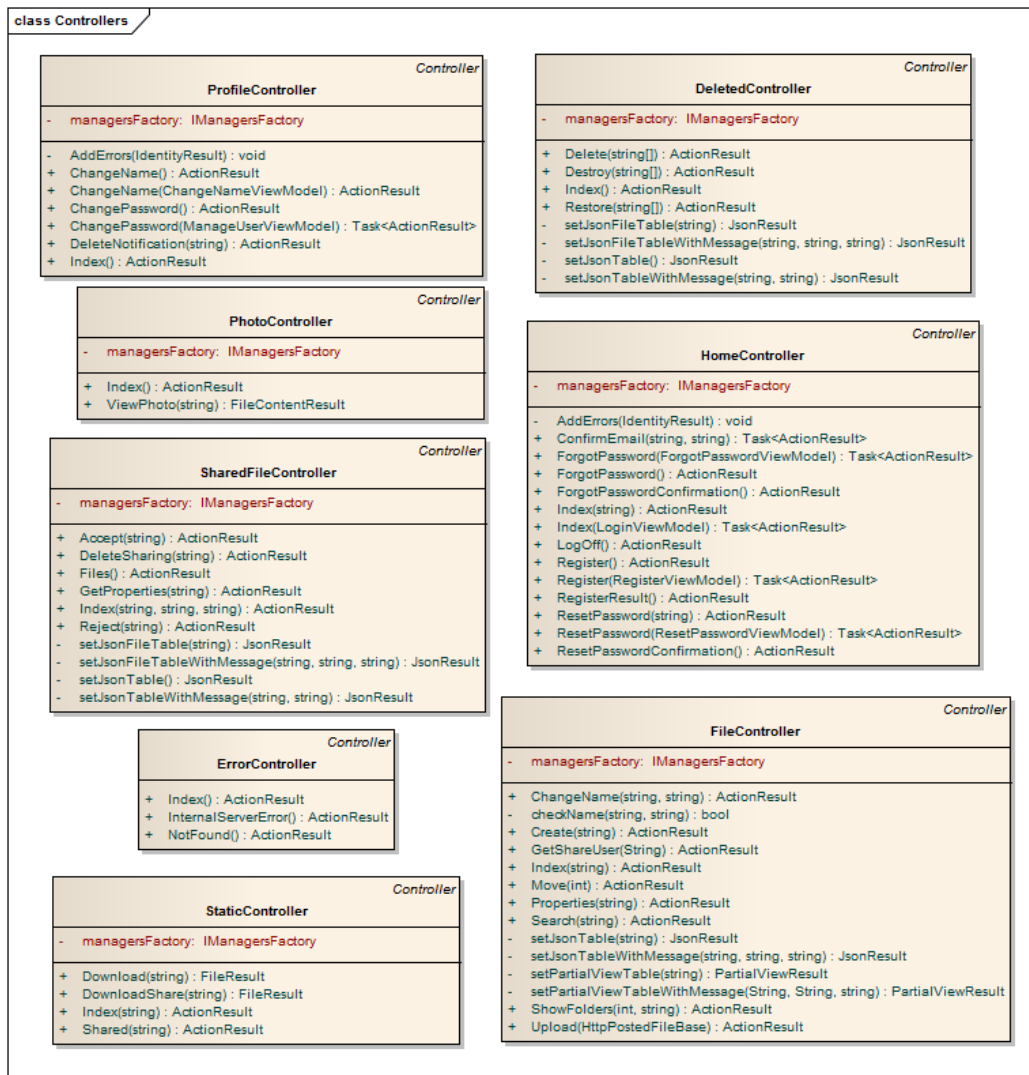 class Controllers
Controller
ProfileController
- managersFactory: IManagersFactory
- AddErrors(IdentityResult) : void
+ ChangeName() : ActionResult
+ ChangeName(ChangeNameViewModel) : ActionResult
+ ChangePassword() : ActionResult
+ ChangePassword(ManageUserViewModel) : Task<ActionResult>
+ DeleteNotification(string) : ActionResult
+ Index() : ActionResult
Controller
PhotoController
- managersFactory: IManagersFactory
+ Index() : ActionResult
+ ViewPhoto(string) : FileContentResult
Controller
SharedFileController
- managersFactory: IManagersFactory
+ Accept(string) : ActionResult
+ DeleteSharing(string) : ActionResult
+ Files() : ActionResult
+ GetProperties(string) : ActionResult
+ Index(string, string, string) : ActionResult
+ Reject(string) : ActionResult
- setJsonFileTable(string) : JsonResult
- setJsonFileTableWithMessage(string, string, string) : JsonResult
- setJsonTable() : JsonResult
- setJsonTableWithMessage(string, string) : JsonResult
Controller
ErrorController
+ Index() : ActionResult
+ InternalServerError() : ActionResult
+ NotFound() : ActionResult
Controller
StaticController
- managersFactory: IManagersFactory
+ Download(string) : FileResult
+ DownloadShare(string) : FileResult
+ Index(string) : ActionResult
+ Shared(string) : ActionResult
Controller
DeletedController
- managersFactory: IManagersFactory
+ Delete(string[]) : ActionResult
+ Destroy(string[]) : ActionResult
+ Index() : ActionResult
+ Restore(string[]) : ActionResult
- setJsonFileTable(string) : JsonResult
- setJsonFileTableWithMessage(string, string, string) : JsonResult
- setJsonTable() : JsonResult
- setJsonTableWithMessage(string, string) : JsonResult
Controller
HomeController
- managersFactory: IManagersFactory
- AddErrors(IdentityResult) : void
+ ConfirmEmail(string, string) : Task<ActionResult>
+ ForgotPassword(ForgotPasswordViewModel) : Task<ActionResult>
+ ForgotPassword() : ActionResult
+ ForgotPasswordConfirmation() : ActionResult
+ Index(string) : ActionResult
+ Index(LoginViewModel) : Task<ActionResult>
+ LogOff() : ActionResult
+ Register() : ActionResult
+ Register(RegisterViewModel) : Task<ActionResult>
+ RegisterResult() : ActionResult
+ ResetPassword(string) : ActionResult
+ ResetPassword(ResetPasswordViewModel) : Task<ActionResult>
+ ResetPasswordConfirmation() : ActionResult
Controller
FileController
- managersFactory: IManagersFactory
+ ChangeName(string, string) : ActionResult
- checkName(string, string) : bool
+ Create(string) : ActionResult
+ GetShareUser(String) : ActionResult
+ Index(string) : ActionResult
+ Move(int) : ActionResult
+ Properties(string) : ActionResult
+ Search(string) : ActionResult
- setJsonTable(string) : JsonResult
- setJsonTableWithMessage(string, string, string) : JsonResult
- setPartialViewTable(string) : PartialViewResult
- setPartialViewTableWithMessage(String, String, string) : PartialViewResult
+ ShowFolders(int, string) : ActionResult
+ Upload(HttpPostedFileBase) : ActionResult